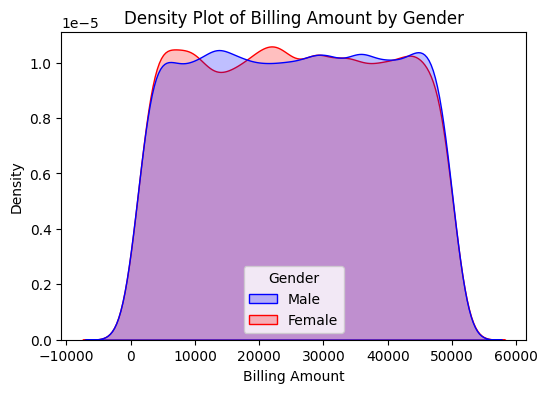 Density Plot of Billing Amount by Gender
1e−5
1.0
0.8
0.6
0.4
0.2
0.0
Density
−10000 0 10000 20000 30000 40000 50000 60000
Billing Amount
Gender
Male
Female